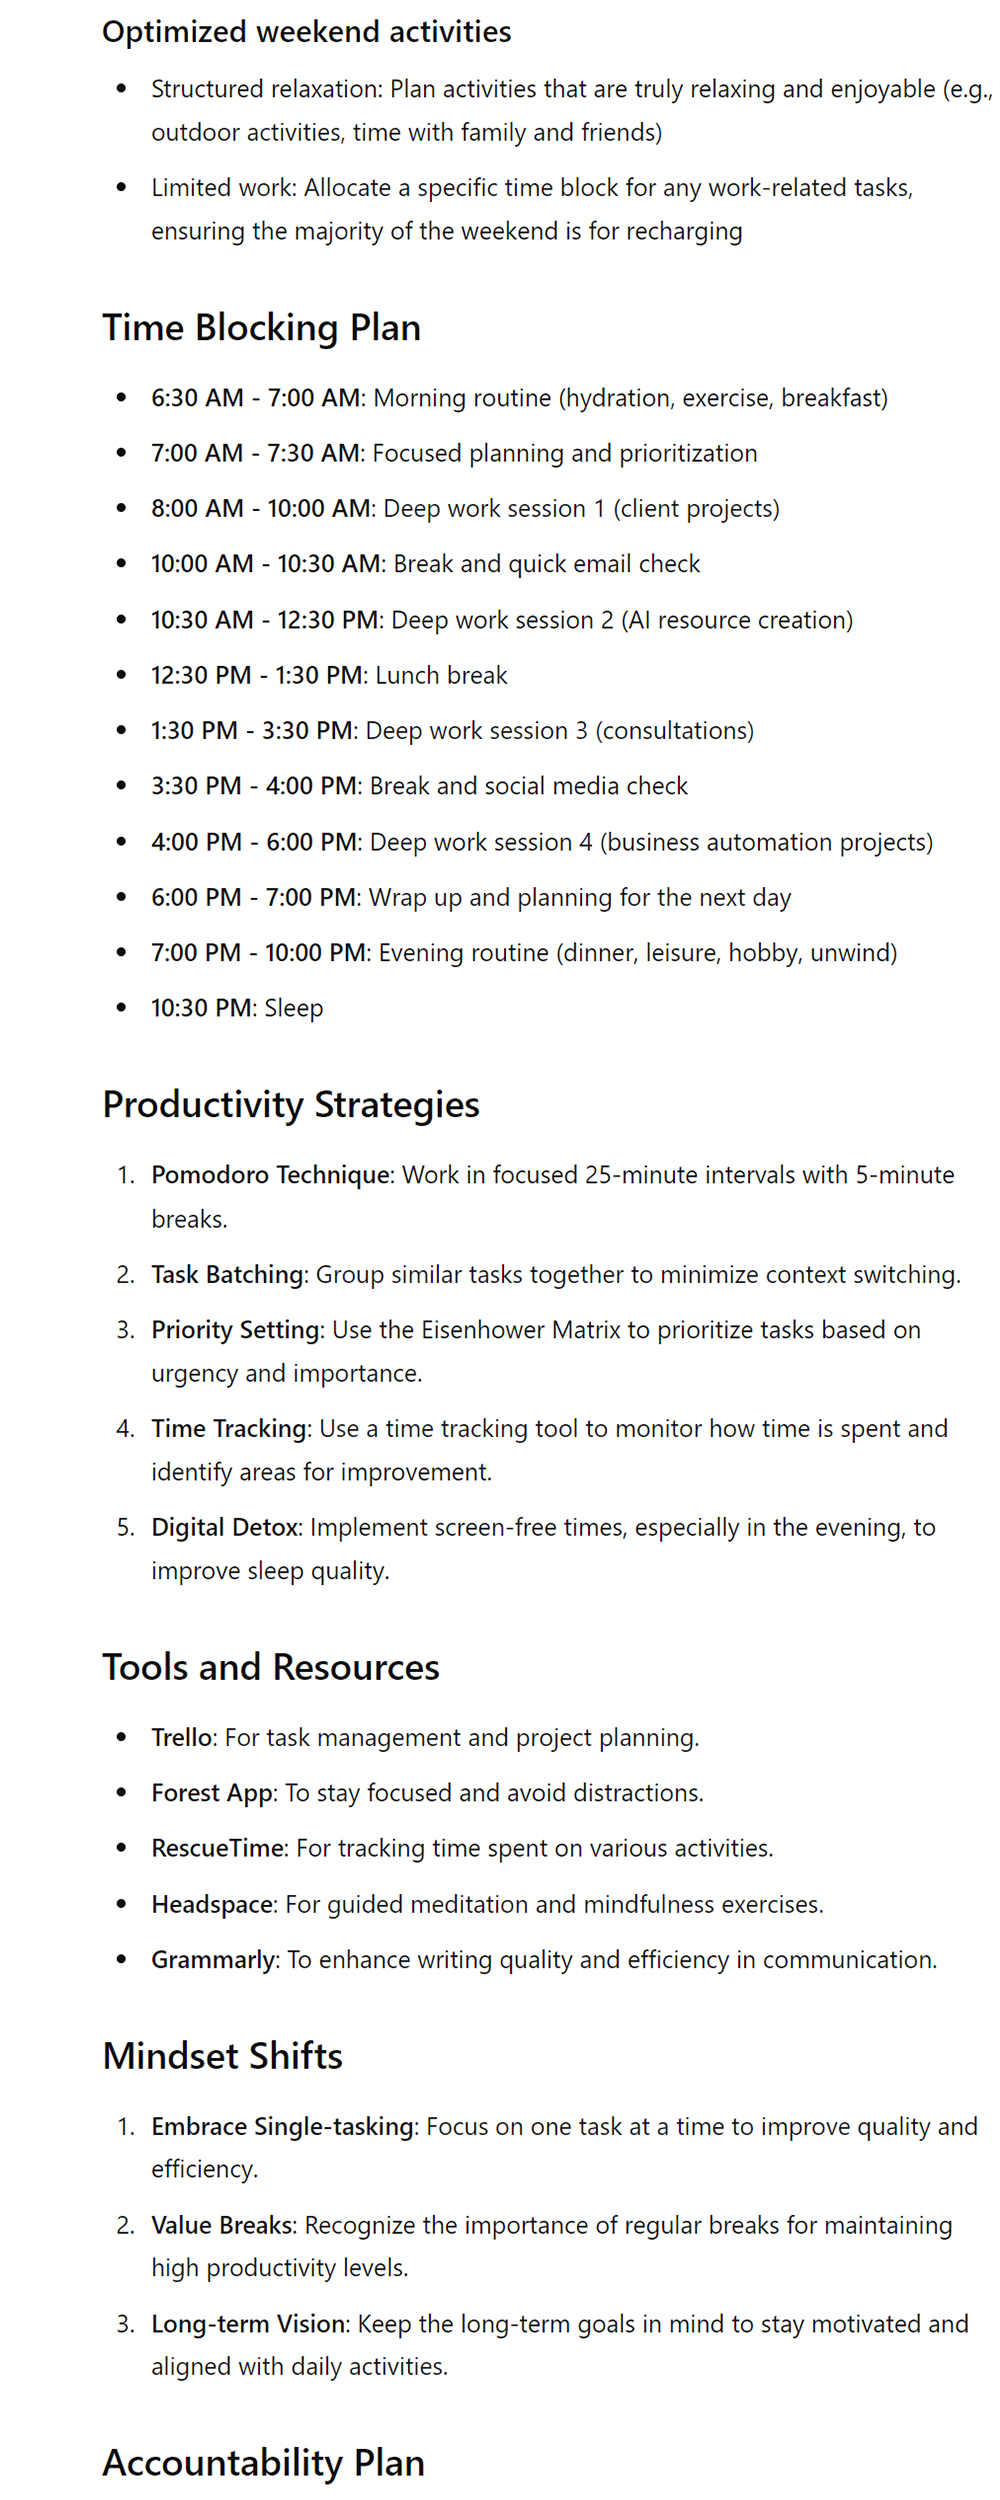 Optimized weekend activities
• Structured relaxation: Plan activities that are truly relaxing and enjoyable (e.g.,
outdoor activities, time with family and friends)
• Limited work: Allocate a specific time block for any work-related tasks,
ensuring the majority of the weekend is for recharging
Time Blocking Plan
• 6:30 AM - 7:00 AM: Morning routine (hydration, exercise, breakfast)
• 7:00 AM - 7:30 AM: Focused planning and prioritization
• 8:00 AM - 10:00 AM: Deep work session 1 (client projects)
• 10:00 AM - 10:30 AM: Break and quick email check
• 10:30 AM - 12:30 PM: Deep work session 2 (AI resource creation)
• 12:30 PM - 1:30 PM: Lunch break
• 1:30 PM - 3:30 PM: Deep work session 3 (consultations)
• 3:30 PM - 4:00 PM: Break and social media check
• 4:00 PM - 6:00 PM: Deep work session 4 (business automation projects)
• 6:00 PM - 7:00 PM: Wrap up and planning for the next day
• 7:00 PM - 10:00 PM: Evening routine (dinner, leisure, hobby, unwind)
• 10:30 PM: Sleep
Productivity Strategies
1. Pomodoro Technique: Work in focused 25-minute intervals with 5-minute
breaks.
2. Task Batching: Group similar tasks together to minimize context switching.
3. Priority Setting: Use the Eisenhower Matrix to prioritize tasks based on
urgency and importance.
4. Time Tracking: Use a time tracking tool to monitor how time is spent and
identify areas for improvement.
5. Digital Detox: Implement screen-free times, especially in the evening, to
improve sleep quality.
Tools and Resources
• Trello: For task management and project planning.
• Forest App: To stay focused and avoid distractions.
• RescueTime: For tracking time spent on various activities.
• Headspace: For guided meditation and mindfulness exercises.
• Grammarly: To enhance writing quality and efficiency in communication.
Mindset Shifts
1. Embrace Single-tasking: Focus on one task at a time to improve quality and
efficiency.
2. Value Breaks: Recognize the importance of regular breaks for maintaining
high productivity levels.
3. Long-term Vision: Keep the long-term goals in mind to stay motivated and
aligned with daily activities.
Accountability Plan